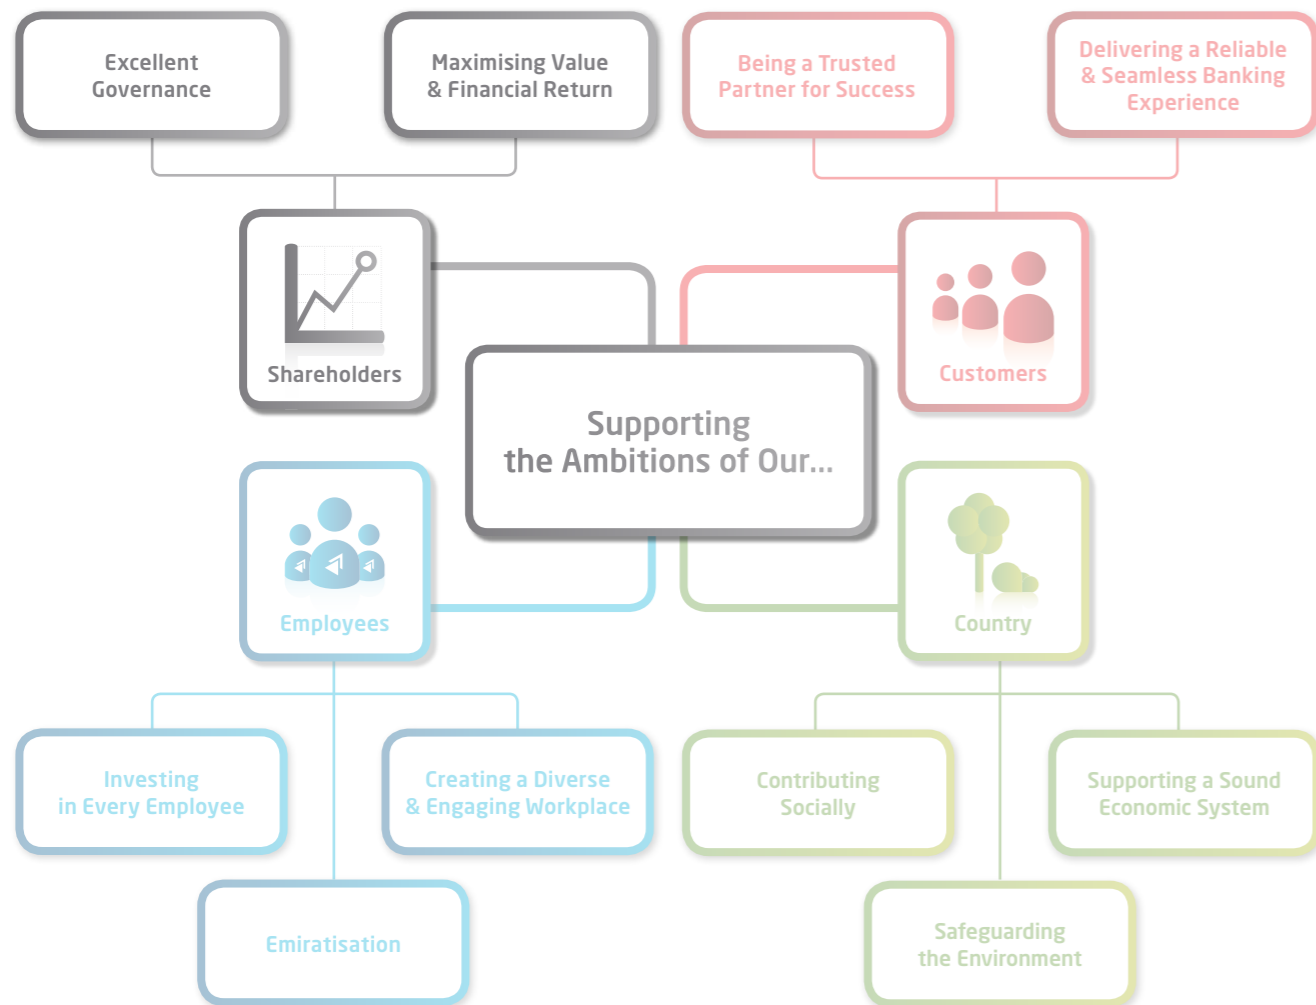 Excellent
Governance
Maximising Value
& Financial Return
Being a Trusted
Partner for Success
Delivering a Reliable
& Seamless Banking
Experience
Shareholders
Customers
Supporting
the Ambitions of Our...
Employees
Country
Investing
in Every Employee
Creating a Diverse
& Engaging Workplace
Contributing
Socially
Supporting a Sound
Economic System
Emiratisation
Safeguarding
the Environment